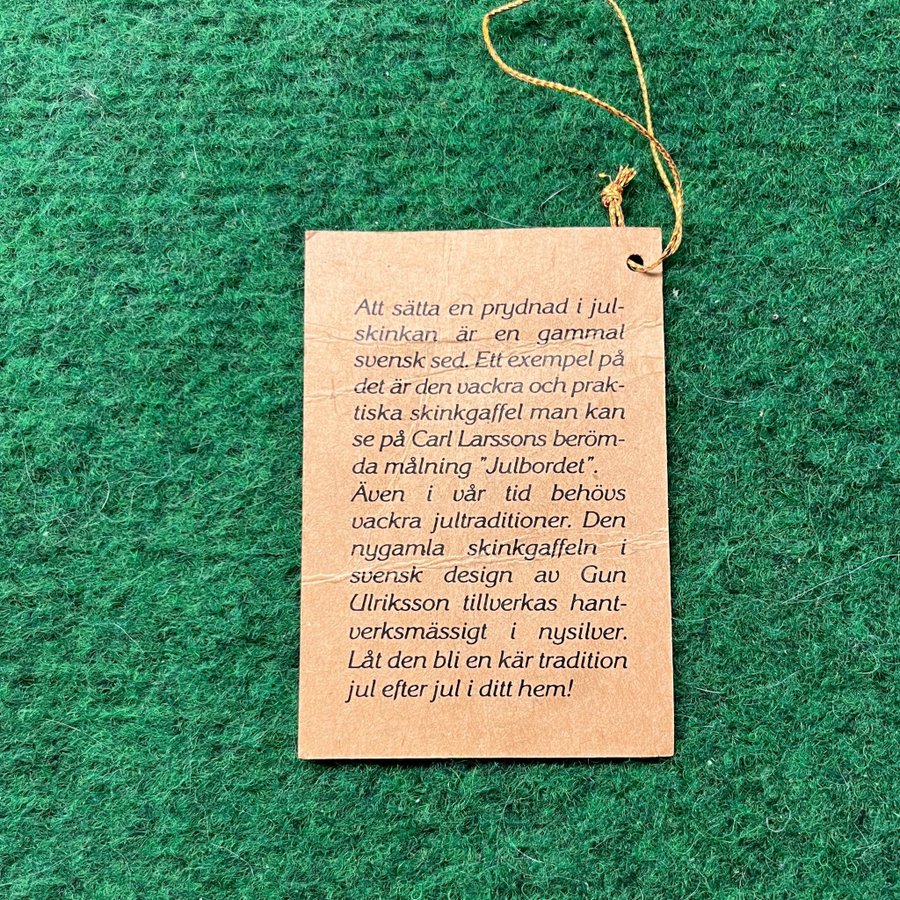 Att sätta en prydnad i jul-
skinkan är en gammal
svensk sed. Ett exempel på
det är den vackra och prak-
tiska skinkgaffel man kan
se på Carl Larssons beröm-
da målning "Julbordet".
Även i vår tid behövs
vackra jultraditioner. Den
nygamla skinkgaffeln i
svensk design av Gun
Ulriksson tillverkas hant-
verksmässigt i nysilver.
Låt den bli en kär tradition
jul efter jul i ditt hem!